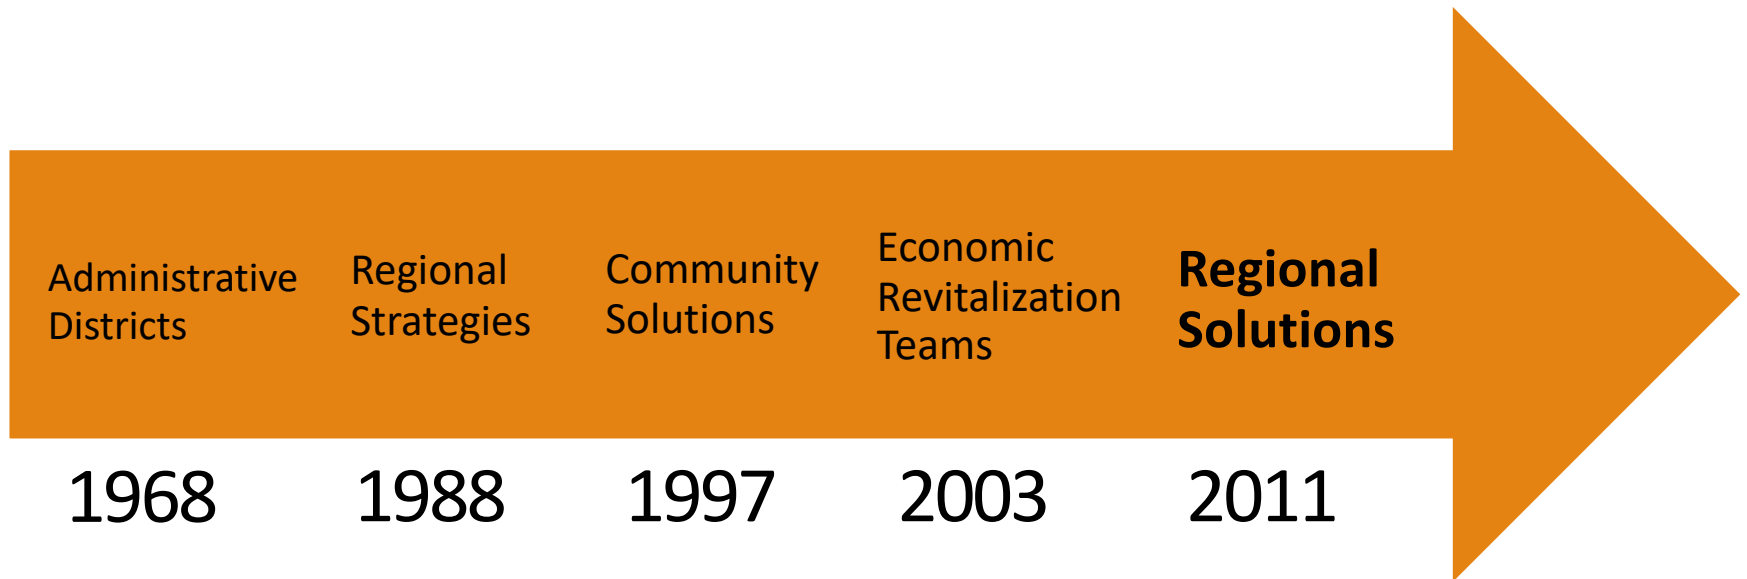 Administrative
Districts
Regional
Strategies
Community
Solutions
Economic
Revitalization
Teams
Regional
Solutions
1968
1988
1997
2003
2011